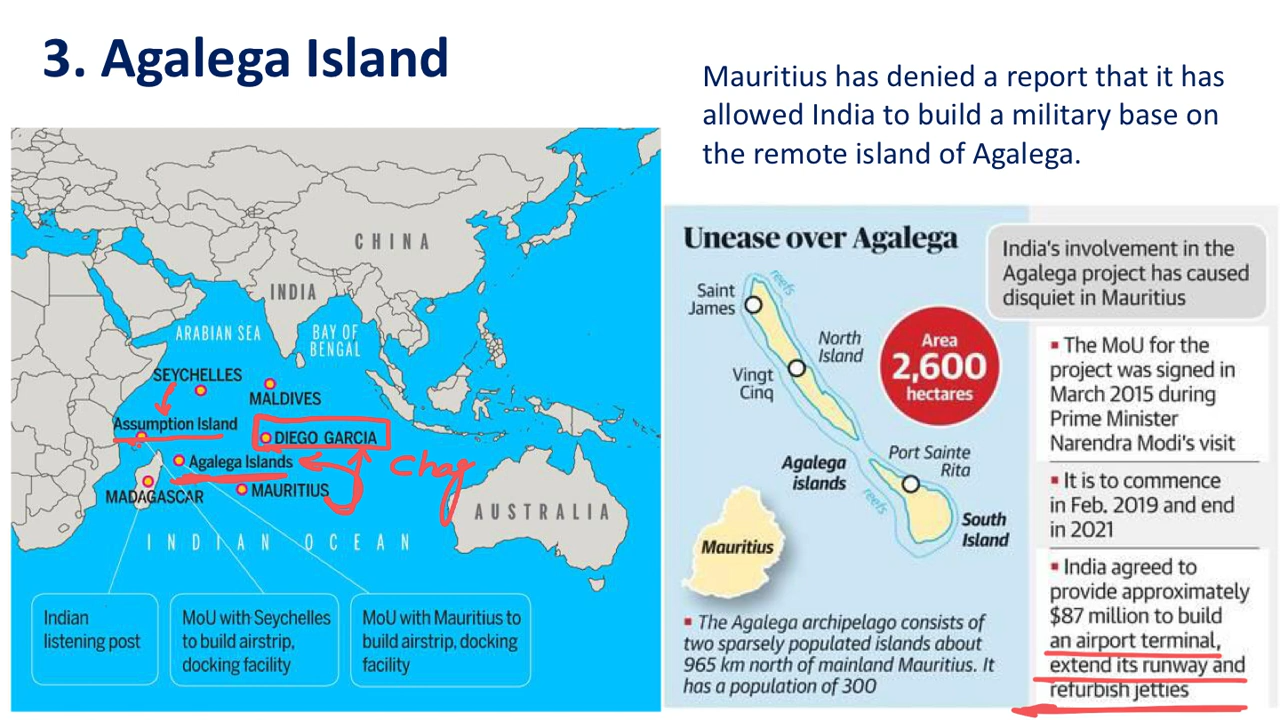 3. Agalega Island
Mauritius has denied a report that it has
allowed India to build a military base on
the remote island of Agalega.
CHINA
INDIA
ARABIAN SEA
BAY OF
BENGAL
SEYCHELLES
MALDIVES
Assumption Island
DIEGO GARCIA
Agalega Islands
Chag
MADAGASCAR
MAURITIUS
AUSTRALIA
INDIAN OCEAN
Indian
listening post
MoU with Seychelles
to build airstrip,
docking facility
MoU with Mauritius to
build airstrip, docking
facility
Unease over Agalega
Saint
James
reefs
North
Island
Vingt
Cinq
Area
2,600
hectares
Agalega
islands
Port Sainte
Rita
reefs
South
Island
Mauritius
▪ The Agalega archipelago consists of
two sparsely populated islands about
965 km north of mainland Mauritius. It
has a population of 300
India's involvement in the
Agalega project has caused
disquiet in Mauritius
▪ The MoU for the
project was signed in
March 2015 during
Prime Minister
Narendra Modi's visit
▪ It is to commence
in Feb. 2019 and end
in 2021
▪ India agreed to
provide approximately
$87 million to build
an airport terminal,
extend its runway and
refurbish jetties